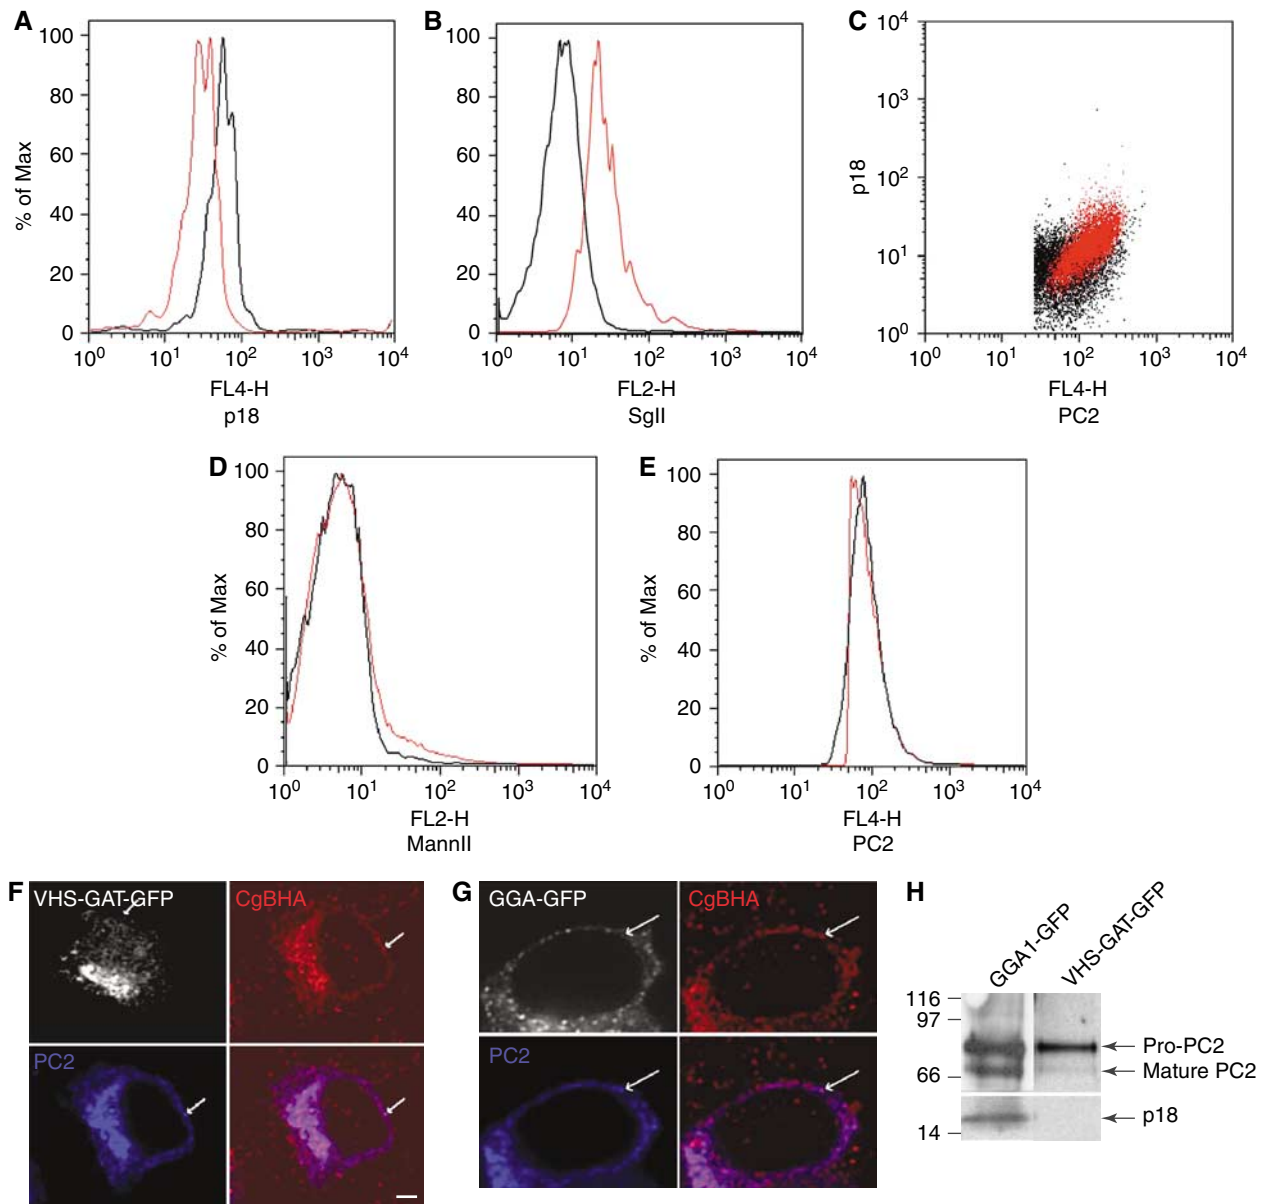 A
100
80
60
40
20
0
% of Max
10^0 10^1 10^2 10^3 10^4
FL4-H
p18
B
100
80
60
40
20
0
10^0 10^1 10^2 10^3 10^4
FL2-H
SgII
C
10^4
10^3
10^2
10^1
10^0
p18
10^0 10^1 10^2 10^3 10^4
FL4-H
PC2
D
100
80
60
40
20
0
% of Max
10^0 10^1 10^2 10^3 10^4
FL2-H
MannII
E
100
80
60
40
20
0
% of Max
10^0 10^1 10^2 10^3 10^4
FL4-H
PC2
F
VHS-GAT-GFP
CgBHA
PC2
G
GGA-GFP
CgBHA
PC2
H
GGA1-GFP
VHS-GAT-GFP
116
97
66
14
Pro-PC2
Mature PC2
p18